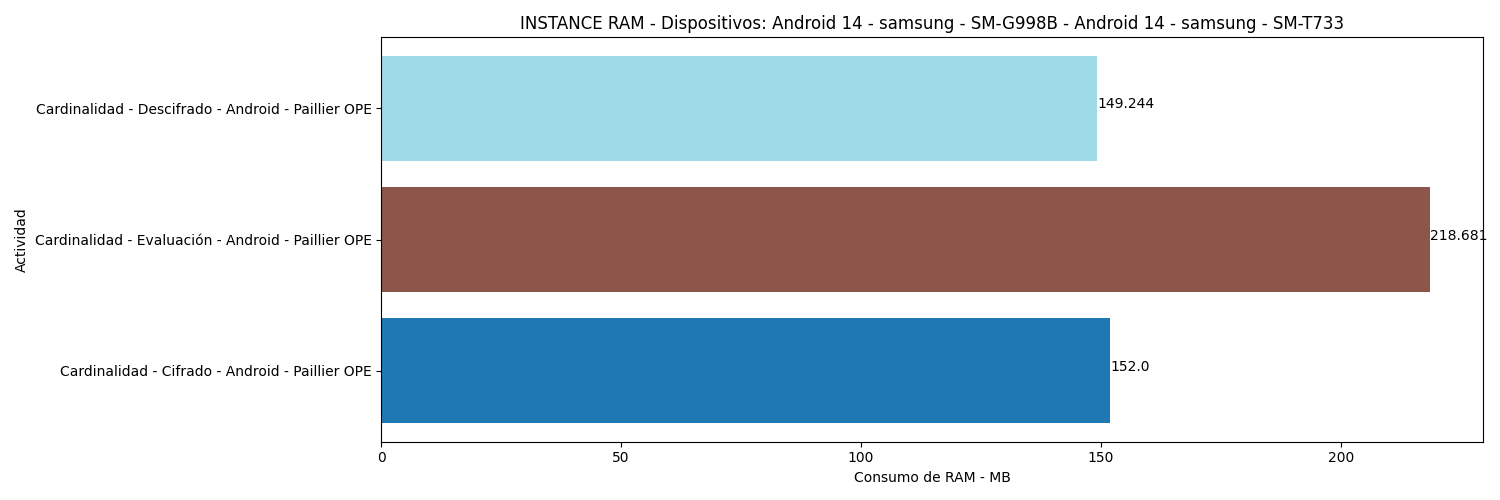 INSTANCE RAM - Dispositivos: Android 14 - samsung - SM-G998B - Android 14 - samsung - SM-T733
Actividad
Cardinalidad - Descifrado - Android - Paillier OPE
149.244
Cardinalidad - Evaluación - Android - Paillier OPE
218.681
Cardinalidad - Cifrado - Android - Paillier OPE
152.0
0 50 100 150 200
Consumo de RAM - MB